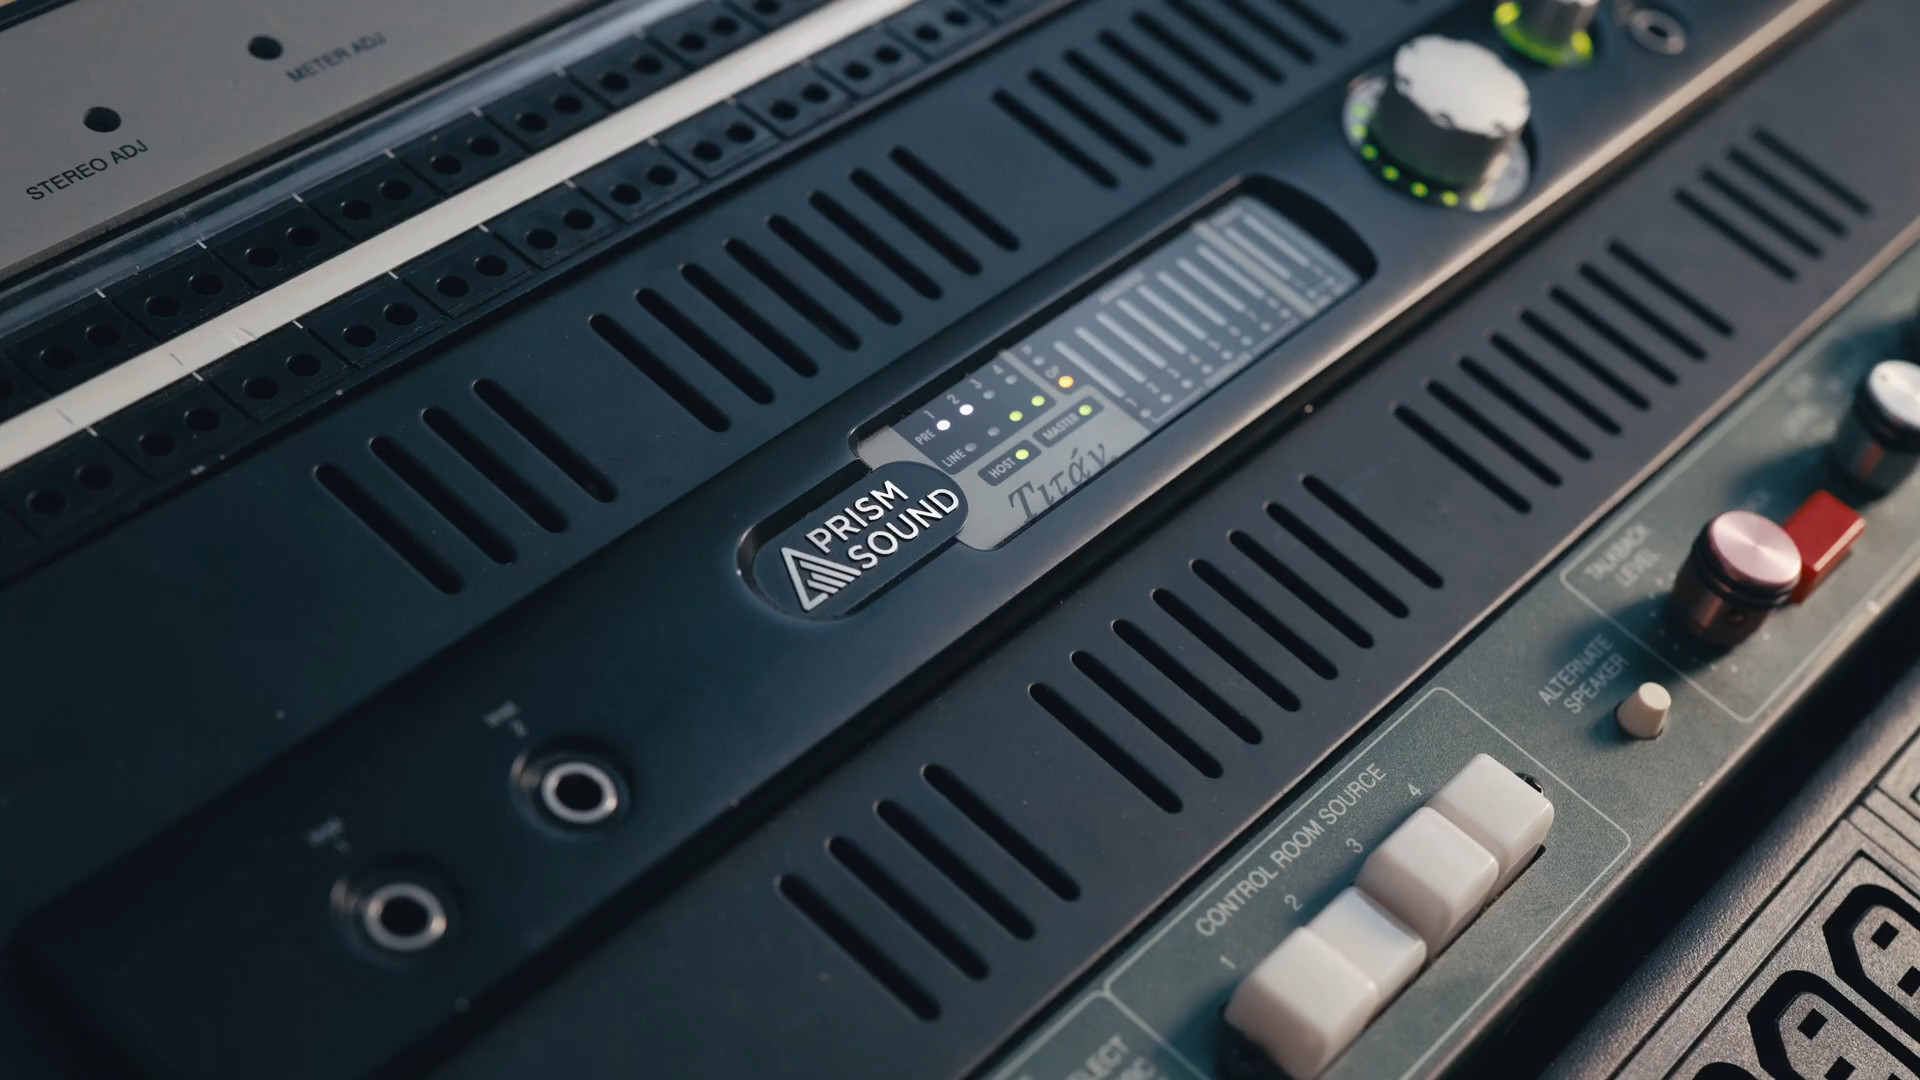 METER ADJ
STEREO ADJ
1 2 3 4
PRE
LINE
HOST
MASTER
Τιτάν
PRISM
SOUND
TALKBACK
LEVEL
ALTERNATE
SPEAKER
CONTROL ROOM SOURCE
1 2 3 4